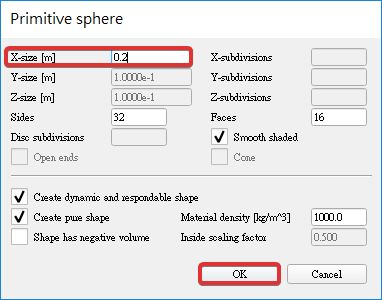 Primitive sphere
X-size [m] 0.2 X-subdivisions
Y-size [m] 1.0000e-1 Y-subdivisions
Z-size [m] 1.0000e-1 Z-subdivisions
Sides 32 Faces 16
Disc subdivisions Smooth shaded
Open ends Cone
Create dynamic and respondable shape
Create pure shape Material density [kg/m^3] 1000.0
Shape has negative volume Inside scaling factor 0.500
OK Cancel